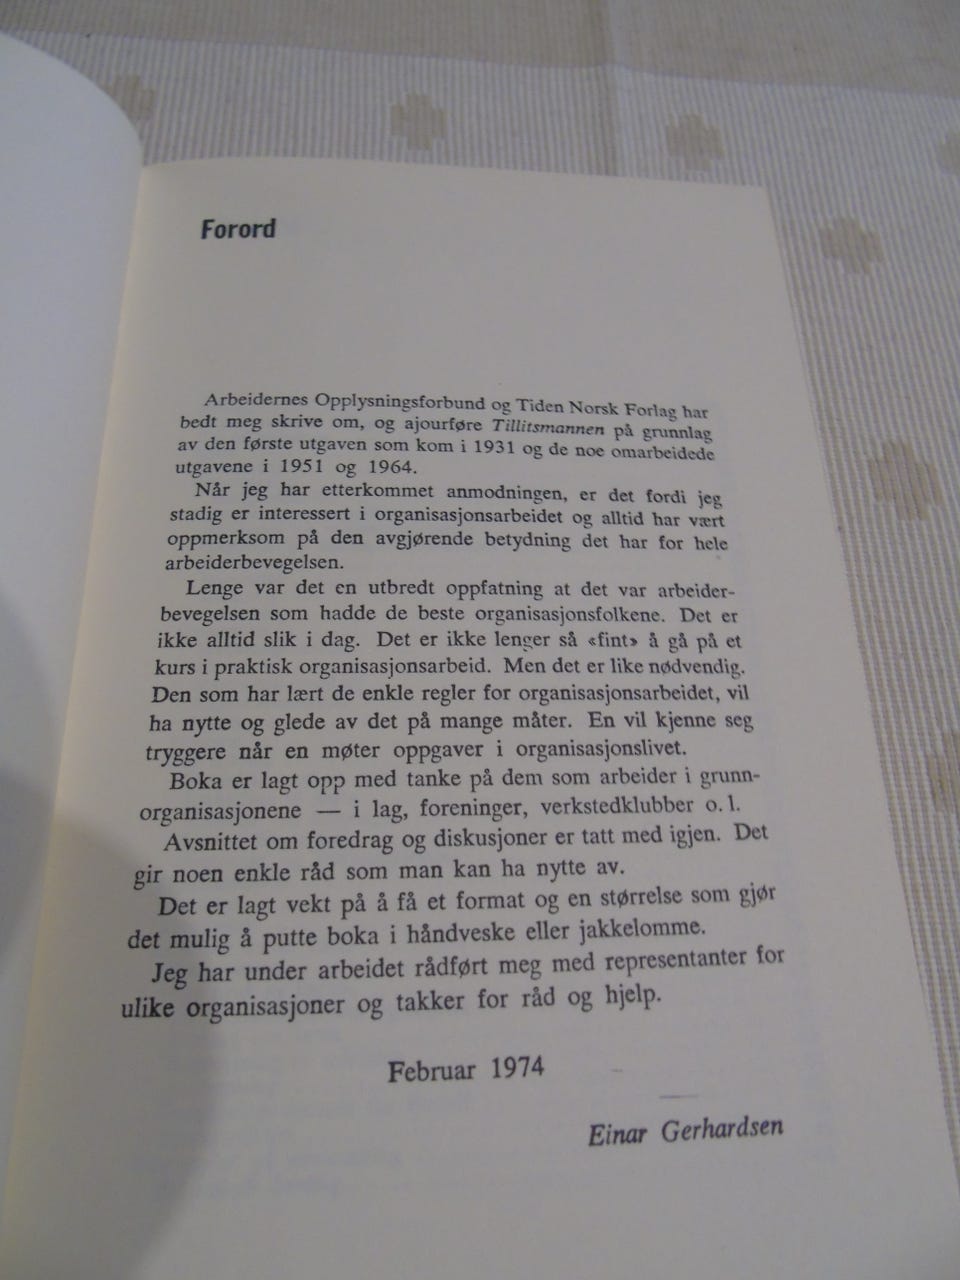 Forord
Arbeidernes Opplysningsforbund og Tiden Norsk Forlag har
bedt meg skrive om, og ajourføre Tillitsmannen på grunnlag
av den første utgaven som kom i 1931 og de noe omarbeidede
utgavene i 1951 og 1964.
Når jeg har etterkommet anmodningen, er det fordi jeg
stadig er interessert i organisasjonsarbeidet og alltid har vært
oppmerksom på den avgjørende betydning det har for hele
arbeiderbevegelsen.
Lenge var det en utbredt oppfatning at det var arbeider-
bevegelsen som hadde de beste organisasjonsfolkene. Det er
ikke alltid slik i dag. Det er ikke lenger så «fint» å gå på et
kurs i praktisk organisasjonsarbeid. Men det er like nødvendig.
Den som har lært de enkle regler for organisasjonsarbeidet, vil
ha nytte og glede av det på mange måter. En vil kjenne seg
tryggere når en møter oppgaver i organisasjonslivet.
Boka er lagt opp med tanke på dem som arbeider i grunn-
organisasjonene — i lag, foreninger, verkstedklubber o. l.
Avsnittet om foredrag og diskusjoner er tatt med igjen. Det
gir noen enkle råd som man kan ha nytte av.
Det er lagt vekt på å få et format og en størrelse som gjør
det mulig å putte boka i håndveske eller jakkelomme.
Jeg har under arbeidet rådført meg med representanter for
ulike organisasjoner og takker for råd og hjelp.
Februar 1974
Einar Gerhardsen